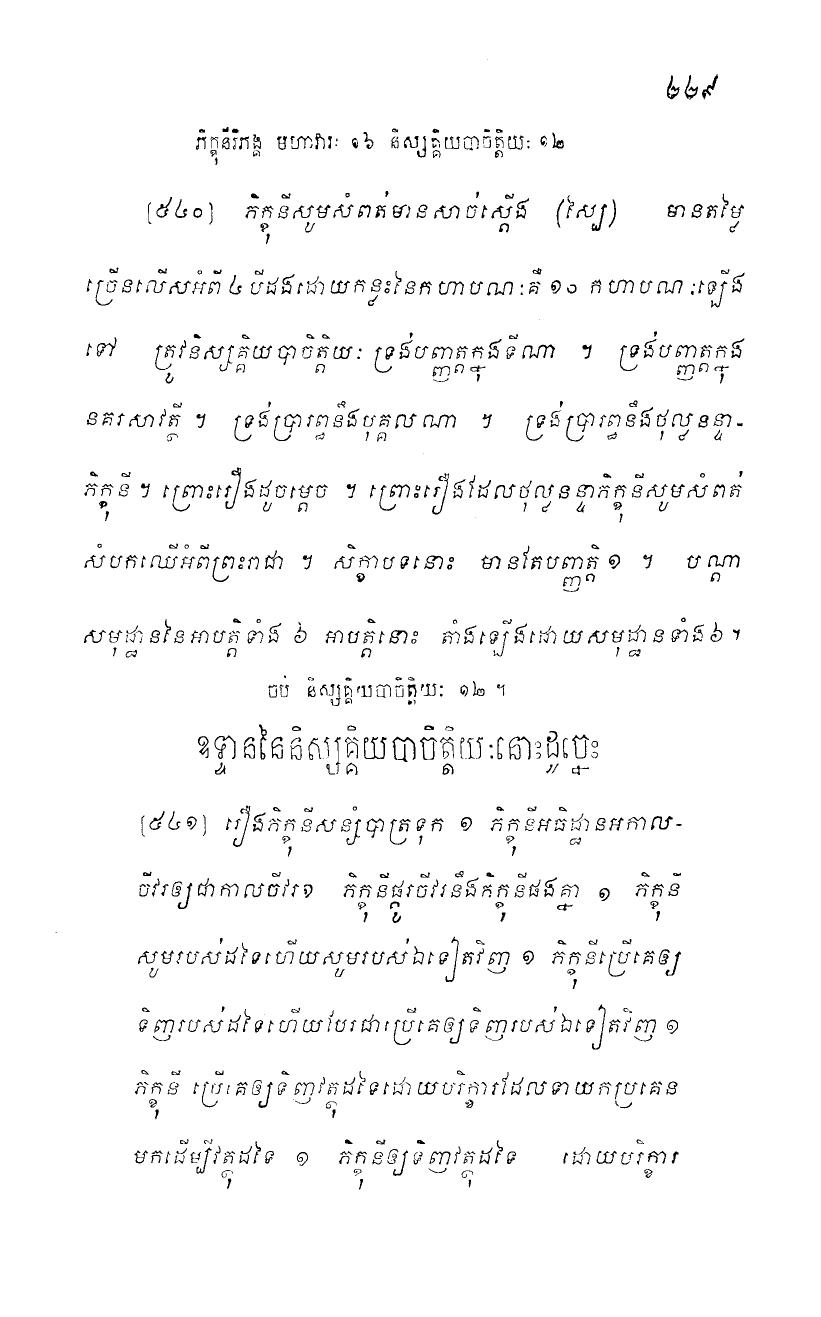 ២២៩
ភិក្ខុនីវិភង្គ មហាវារៈ ១៦ និស្សគ្គិយបាចិត្តិយៈ ១២
[៥៤០] ភិក្ខុនីសូមសំពត់មានសាច់ស្តើង (ស្បៃ) មានតម្លៃ
ច្រើនលើសអំពី ៤ បីដងដោយកន្លះនៃកហាបណៈគឺ ១០ កហាបណៈឡើង
ទៅ ត្រូវនិស្សគ្គិយបាចិត្តិយៈ ទ្រង់បញ្ញត្តក្នុងទីណា ។ ទ្រង់បញ្ញត្តក្នុង
នគរសាវត្ថី ។ ទ្រង់ប្រារព្ធនឹងបុគ្គលណា ។ ទ្រង់ប្រារព្ធនឹងថុល្លនន្ទា-
ភិក្ខុនី ។ ព្រោះរឿងដូចម្តេច ។ ព្រោះរឿងដែលថុល្លនន្ទាភិក្ខុនីសូមសំពត់
សំបកឈើអំពីព្រះរាជា ។ សិក្ខាបទនោះ មានតែបញ្ញត្តិ ១ ។ បណ្តា
សមុដ្ឋាននៃអាបត្តិទាំង ៦ អាបត្តិនោះ តាំងឡើងដោយសមុដ្ឋានទាំង៦ ។
ចប់ និស្សគ្គិយបាចិត្តិយៈ ១២ ។
ឧទ្ទាននៃនិស្សគ្គិយបាចិត្តិយៈនោះដូច្នេះ
[៥៤១] រឿងភិក្ខុនីសន្សំបាត្រទុក ១ ភិក្ខុនីអធិដ្ឋានអកាល-
ចីវរឲ្យជាកាលចីវរ១ ភិក្ខុនីផ្លូរចីវរនឹងភិក្ខុនីផងគ្នា ១ ភិក្ខុនី
សូមរបស់ដទៃហើយសូមរបស់ឯទៀតវិញ ១ ភិក្ខុនីប្រើគេឲ្យ
ទិញរបស់ដទៃហើយបែរជាប្រើគេឲ្យទិញរបស់ឯទៀតវិញ ១
ភិក្ខុនី ប្រើគេឲ្យទិញវត្ថុដទៃដោយបរិក្ខារដែលទាយកប្រគេន
មកដើម្បីវត្ថុដទៃ ១ ភិក្ខុនីឲ្យទិញវត្ថុដទៃ ដោយបរិក្ខារ